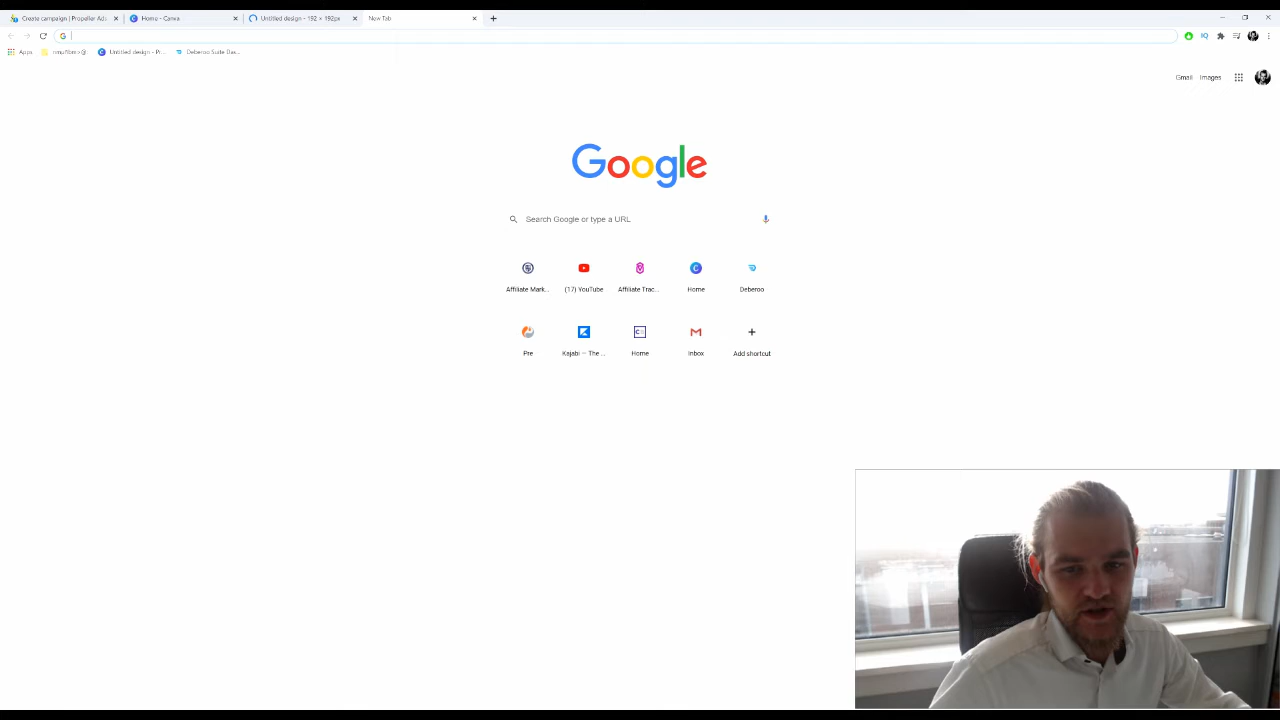 Create campaign | Propeller Ads
Home - Canva
Untitled design - 192 × 192px
New Tab
Apps
Untitled design - Pr...
Deberoo Suite Das...
Gmail
Images
Google
Search Google or type a URL
Affiliate Mark...
(17) YouTube
Affiliate Trac...
Home
Deberoo
Pre
Kajabi — The ...
Home
Inbox
Add shortcut